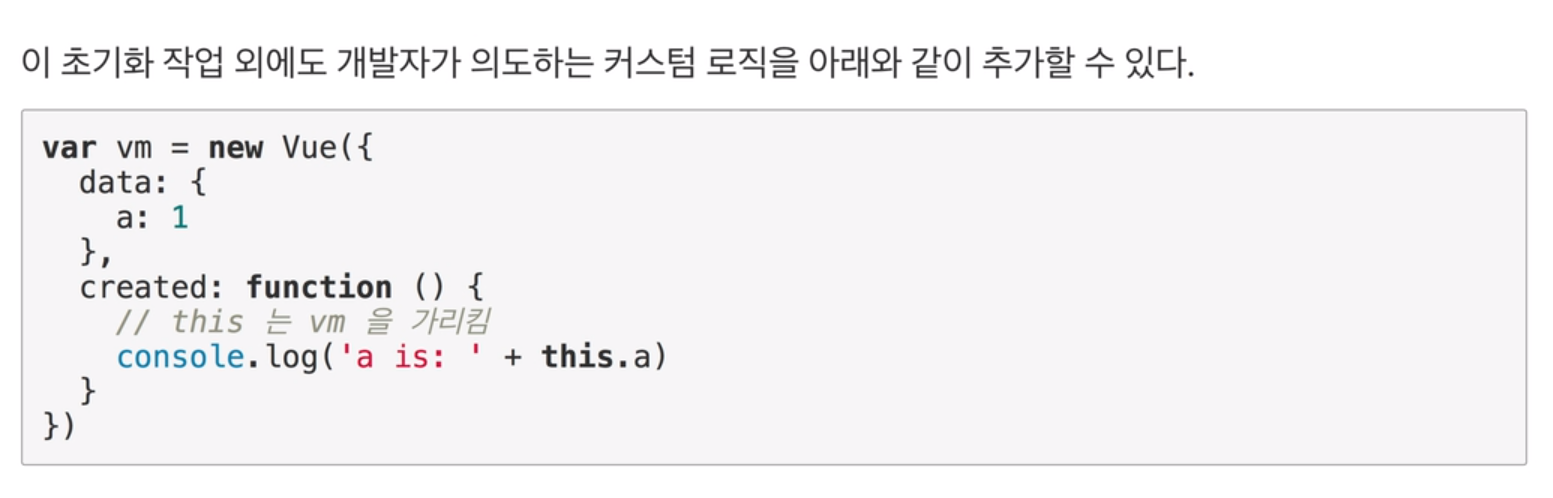 이 초기화 작업 외에도 개발자가 의도하는 커스텀 로직을 아래와 같이 추가할 수 있다.
var vm = new Vue({
  data: {
    a: 1
  },
  created: function () {
    // this 는 vm 을 가리킴
    console.log('a is: ' + this.a)
  }
})